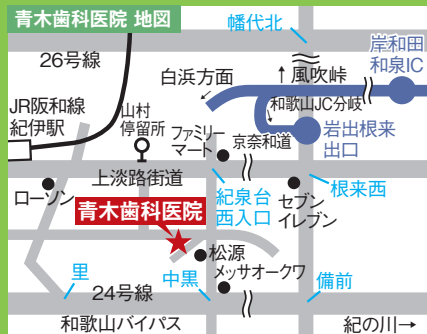 青木歯科医院 地図
幡代北
岸和田
和泉IC
26号線
白浜方面
↑風吹峠
和歌山JC分岐
JR阪和線
紀伊駅
山村
停留所
ファミリー
マート
京奈和道
岩出根来
出口
上淡路街道
ローソン
紀泉台
西入口
セブン
イレブン
根来西
青木歯科医院
松源
メッサオークワ
里
24号線
中黒
備前
和歌山バイパス
紀の川→